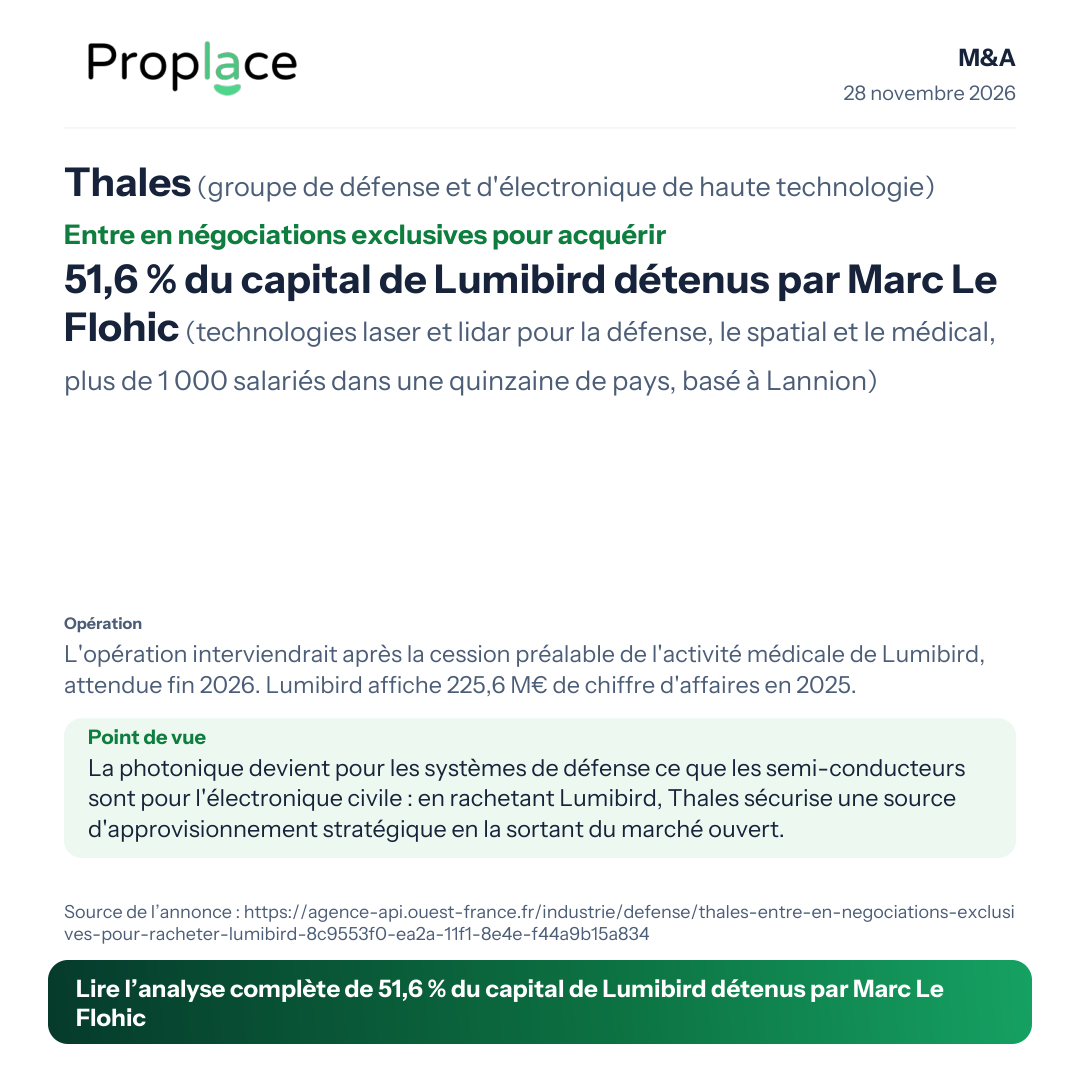 Proplace
M&A
28 novembre 2026
Thales (groupe de défense et d'électronique de haute technologie)
Entre en négociations exclusives pour acquérir
51,6 % du capital de Lumibird détenus par Marc Le
Flohic (technologies laser et lidar pour la défense, le spatial et le médical,
plus de 1 000 salariés dans une quinzaine de pays, basé à Lannion)
Opération
L'opération interviendrait après la cession préalable de l'activité médicale de Lumibird,
attendue fin 2026. Lumibird affiche 225,6 M€ de chiffre d'affaires en 2025.
Point de vue
La photonique devient pour les systèmes de défense ce que les semi-conducteurs
sont pour l'électronique civile : en rachetant Lumibird, Thales sécurise une source
d'approvisionnement stratégique en la sortant du marché ouvert.
Source de l’annonce : https://agence-api.ouest-france.fr/industrie/defense/thales-entre-en-negociations-exclusi
ves-pour-racheter-lumibird-8c9553f0-ea2a-11f1-8e4e-f44a9b15a834
Lire l’analyse complète de 51,6 % du capital de Lumibird détenus par Marc Le
Flohic